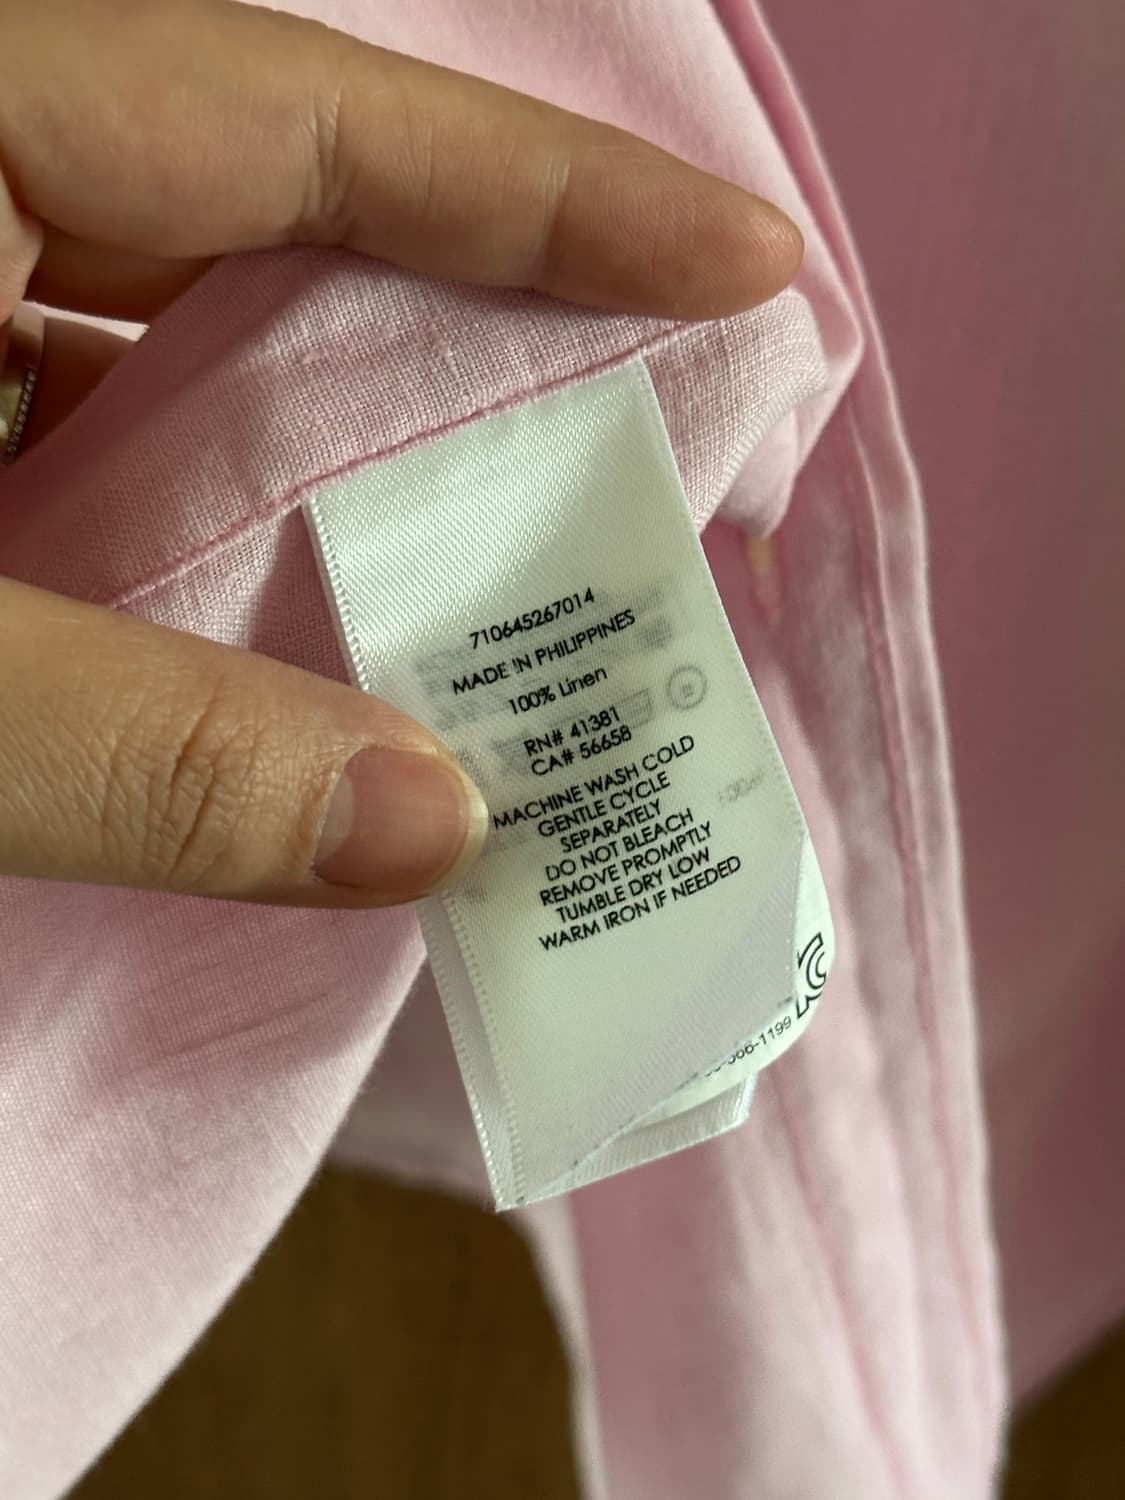 710645267014
MADE IN PHILIPPINES
100% Linen
RN# 41381
CA# 56658
MACHINE WASH COLD
GENTLE CYCLE
SEPARATELY
DO NOT BLEACH
REMOVE PROMPTLY
TUMBLE DRY LOW
WARM IRON IF NEEDED
-1199